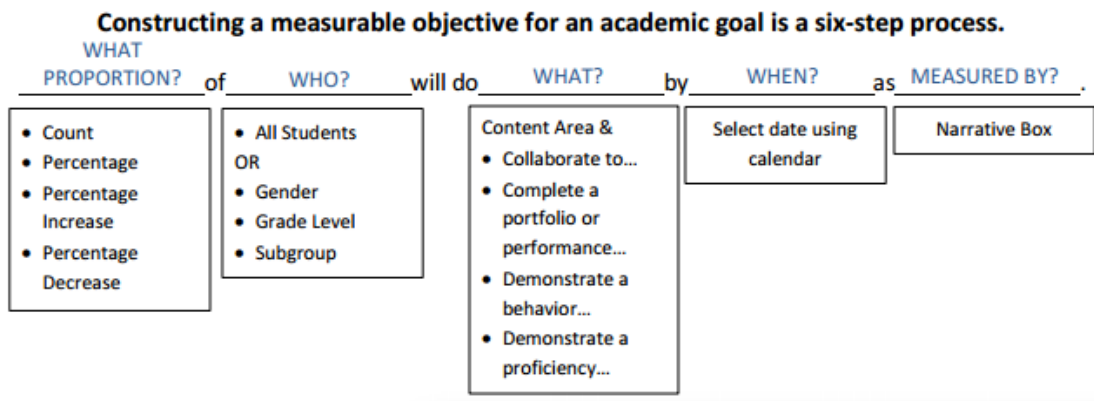 Constructing a measurable objective for an academic goal is a six-step process.
WHAT
PROPORTION? of WHO? will do WHAT? by WHEN? as MEASURED BY?.
• Count
• Percentage
• Percentage
Increase
• Percentage
Decrease
• All Students
OR
• Gender
• Grade Level
• Subgroup
Content Area &
• Collaborate to...
• Complete a
portfolio or
performance...
• Demonstrate a
behavior...
• Demonstrate a
proficiency...
Select date using
calendar
Narrative Box